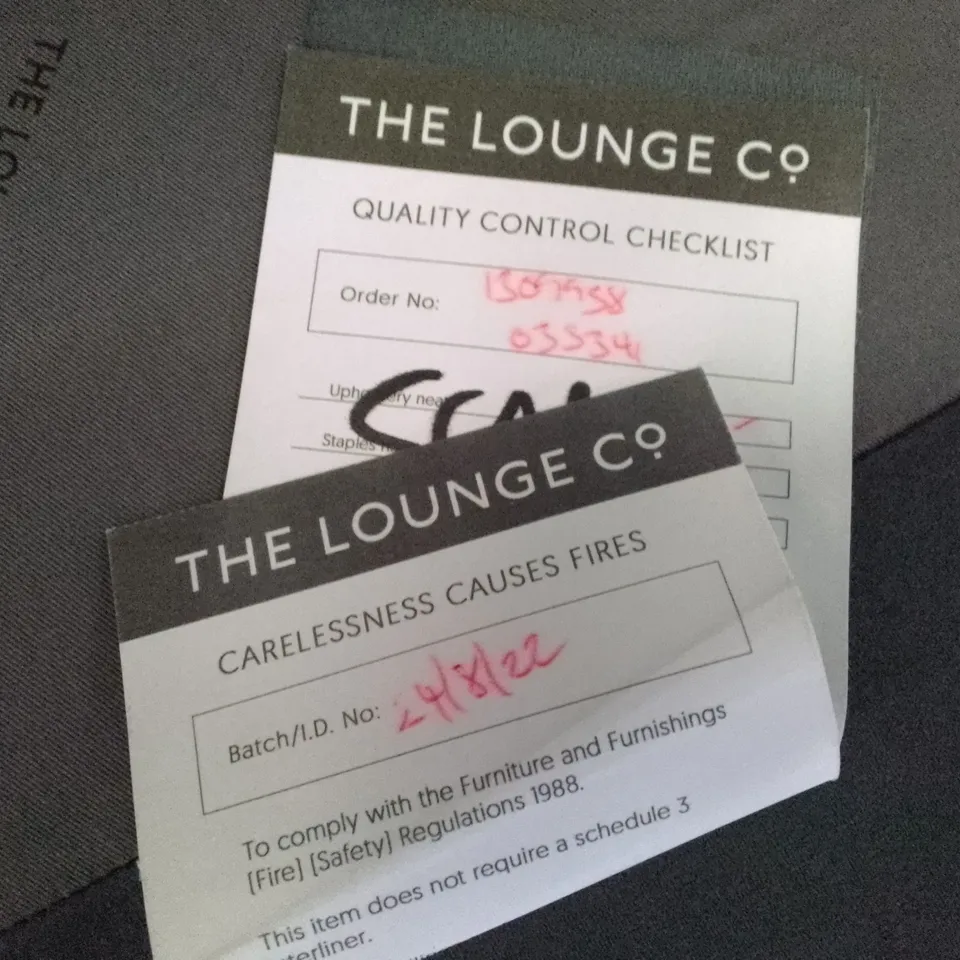 THE LO
THE LOUNGE Co
QUALITY CONTROL CHECKLIST
Order No:
035341
Staples
THE LOUNGE Co
CARELESSNESS CAUSES FIRES
Batch/I.D. No: 24/8/22
To comply with the Furniture and Furnishings
[Fire] [Safety] Regulations 1988.
This item does not require a schedule 3
terliner.